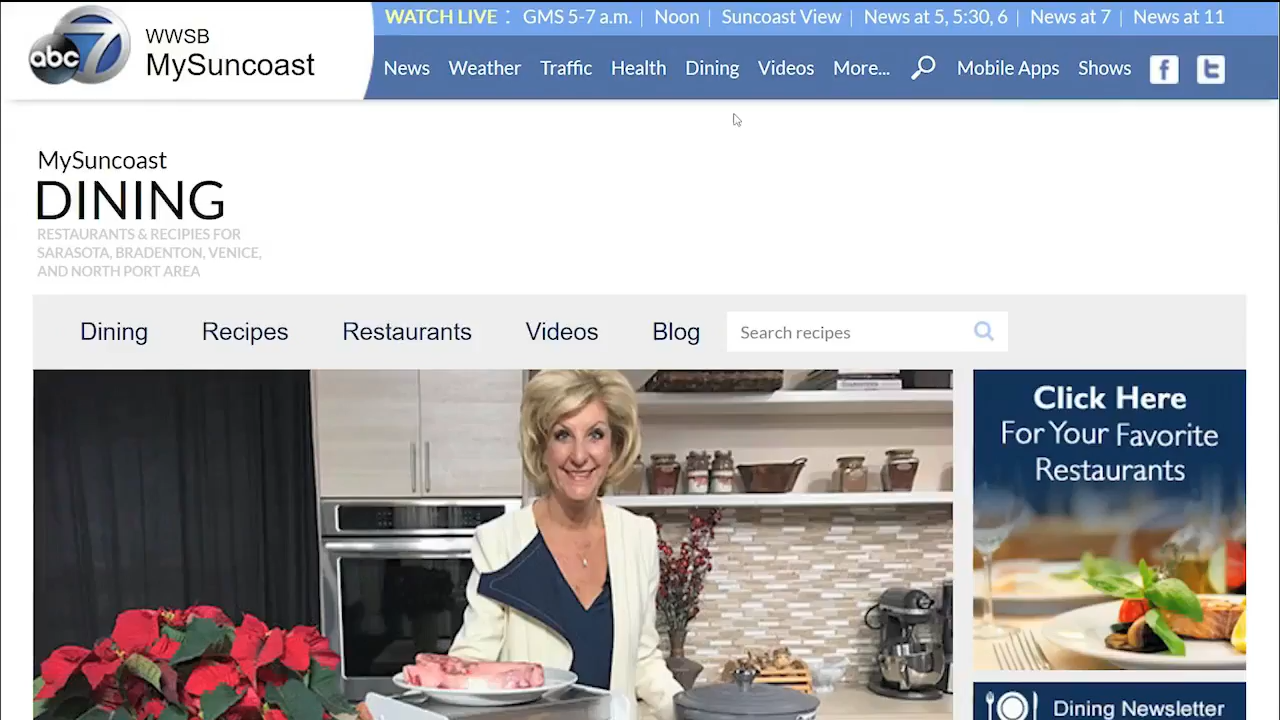 WATCH LIVE : GMS 5-7 a.m. | Noon | Suncoast View | News at 5, 5:30, 6 | News at 7 | News at 11
abc 7
WWSB
MySuncoast
News Weather Traffic Health Dining Videos More... Mobile Apps Shows f t
MySuncoast
DINING
RESTAURANTS & RECIPIES FOR
SARASOTA, BRADENTON, VENICE,
AND NORTH PORT AREA
Dining Recipes Restaurants Videos Blog Search recipes
Click Here
For Your Favorite
Restaurants
Dining Newsletter